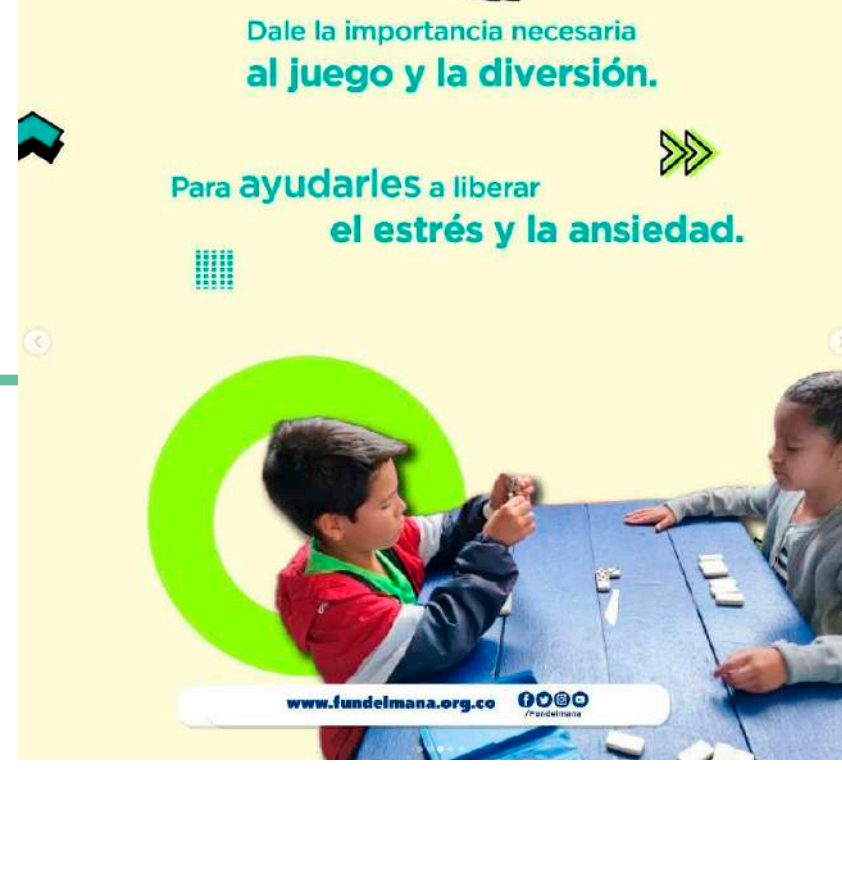 Dale la importancia necesaria
al juego y la diversión.
Para ayudarles a liberar
el estrés y la ansiedad.
www.fundelmana.org.co
/Fundelmana